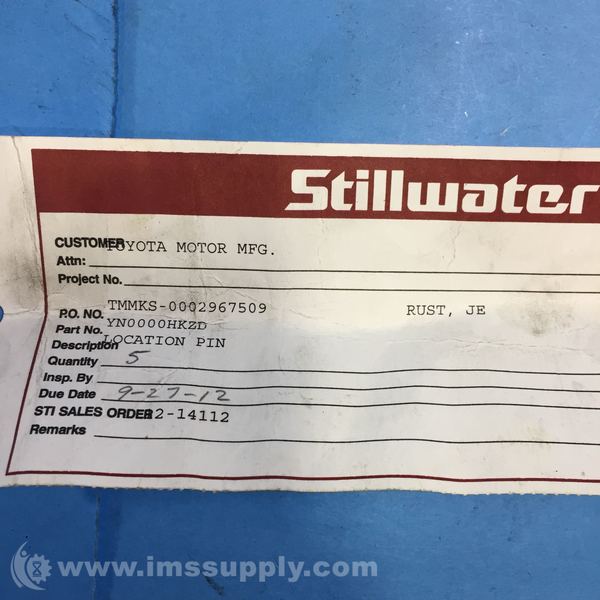 Stillwater
CUSTOMER TOYOTA MOTOR MFG.
Attn:
Project No.
P.O. NO. TMMKS-0002967509 RUST, JE
Part No. YN0000HKZD
Description LOCATION PIN
Quantity 5
Insp. By
Due Date 9-27-12
STI SALES ORDER 12-14112
Remarks
www.imssupply.com